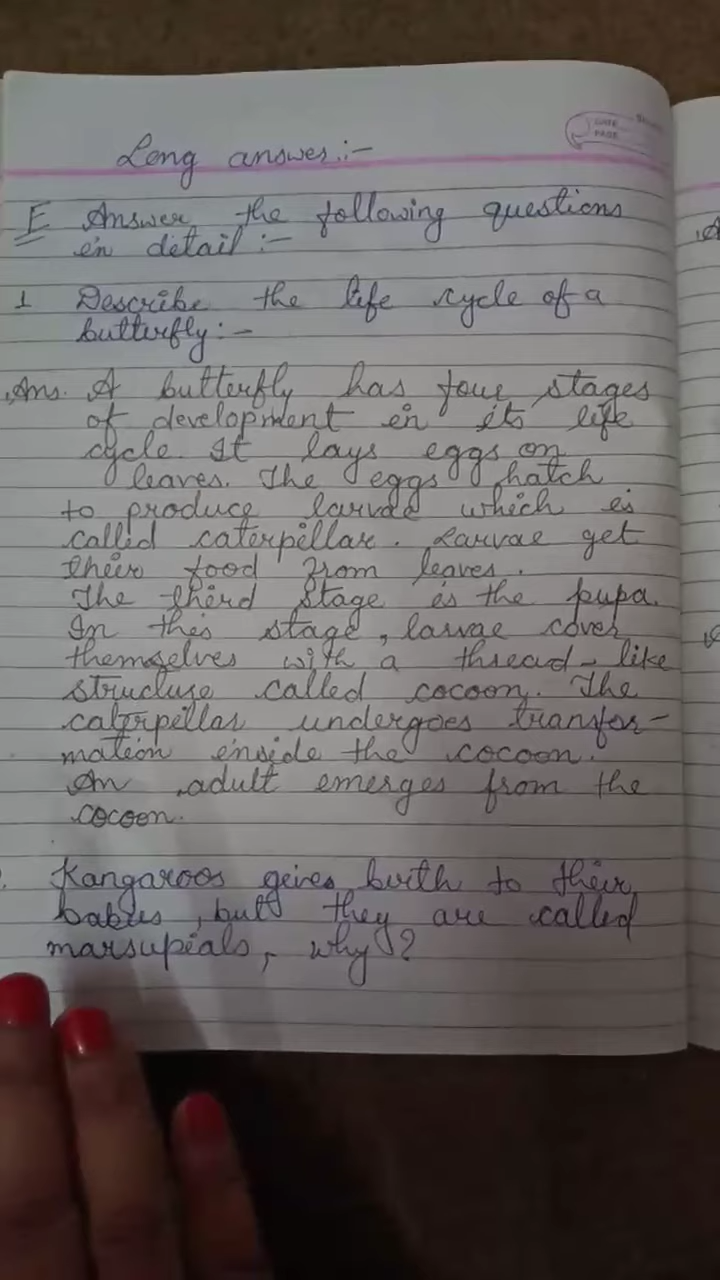 DATE
PAGE
Long answer:-
E Answer the following questions
in detail :-
1 Describe the life cycle of a
butterfly:-
Ans. A butterfly has four stages
of development in its life
cycle. It lays eggs on
leaves. The eggs hatch
to produce larvae which is
called caterpillar. Larvae get
their food from leaves.
The third stage is the pupa.
In this stage, larvae cover
themselves with a thread-like
structure called cocoon. The
caterpillar undergoes transfor-
mation inside the cocoon.
An adult emerges from the
cocoon.
Kangaroos gives birth to their
babies, but they are called
marsupials, why?